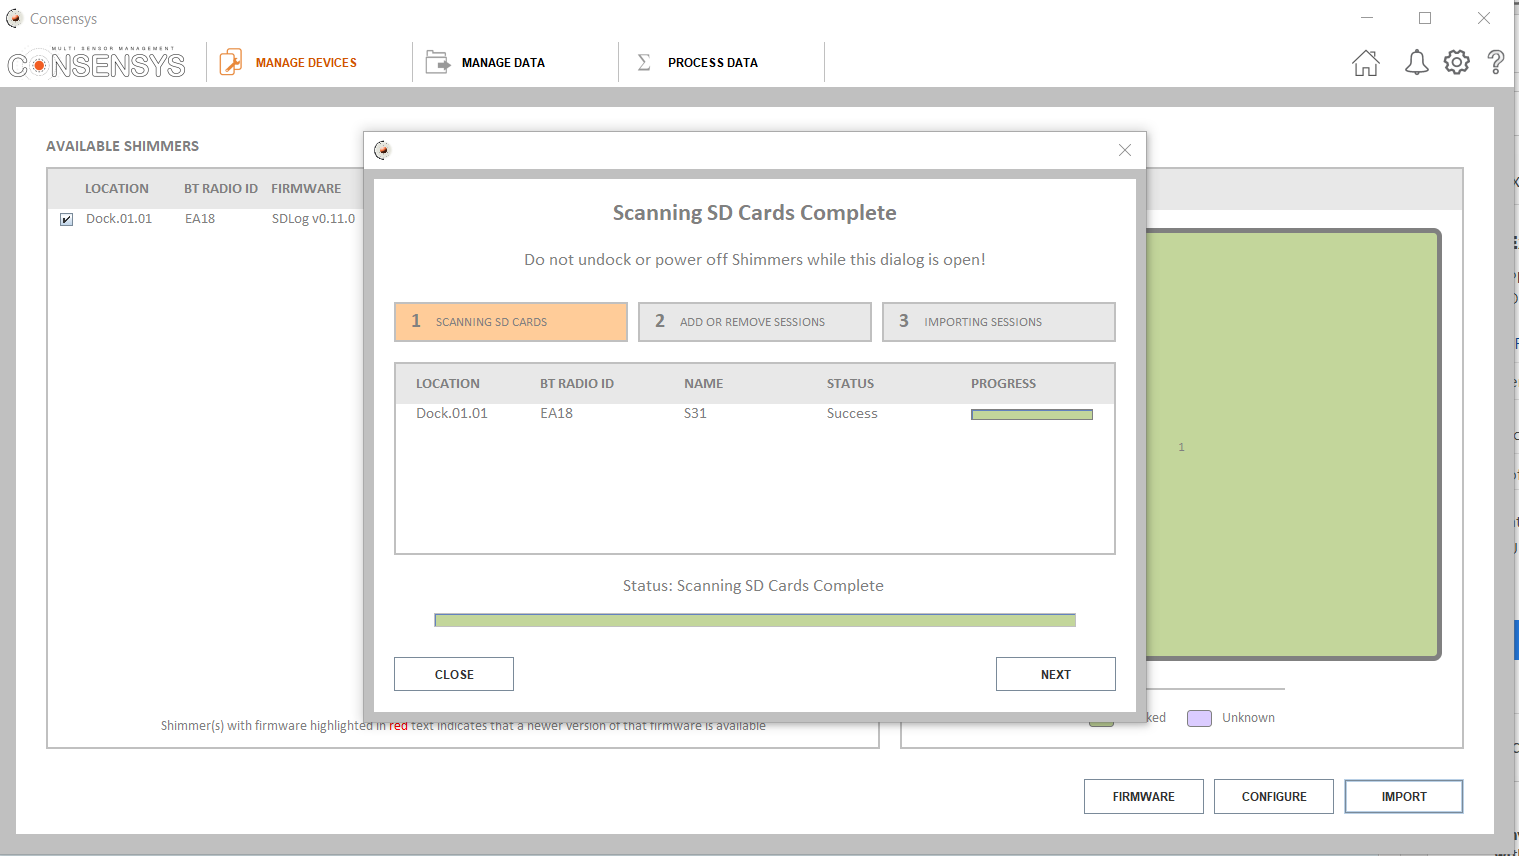 Consensys
MULTI SENSOR MANAGEMENT
CONSENSYS
MANAGE DEVICES
MANAGE DATA
PROCESS DATA
AVAILABLE SHIMMERS
LOCATION BT RADIO ID FIRMWARE
Dock.01.01 EA18 SDLog v0.11.0
Scanning SD Cards Complete
Do not undock or power off Shimmers while this dialog is open!
1 SCANNING SD CARDS
2 ADD OR REMOVE SESSIONS
3 IMPORTING SESSIONS
LOCATION BT RADIO ID NAME STATUS PROGRESS
Dock.01.01 EA18 S31 Success
Status: Scanning SD Cards Complete
CLOSE
NEXT
1
ked Unknown
Shimmer(s) with firmware highlighted in red text indicates that a newer version of that firmware is available
FIRMWARE
CONFIGURE
IMPORT